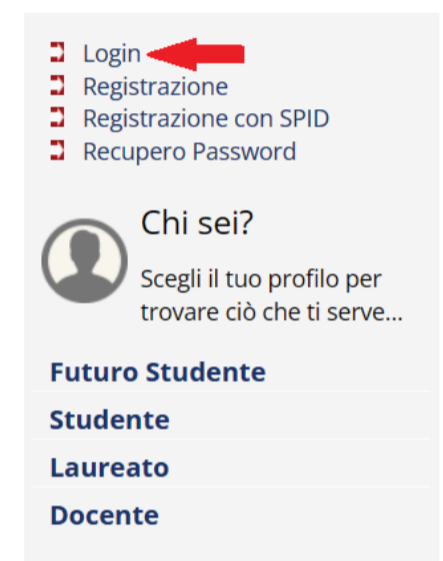 Login
Registrazione
Registrazione con SPID
Recupero Password
Chi sei?
Scegli il tuo profilo per
trovare ciò che ti serve...
Futuro Studente
Studente
Laureato
Docente